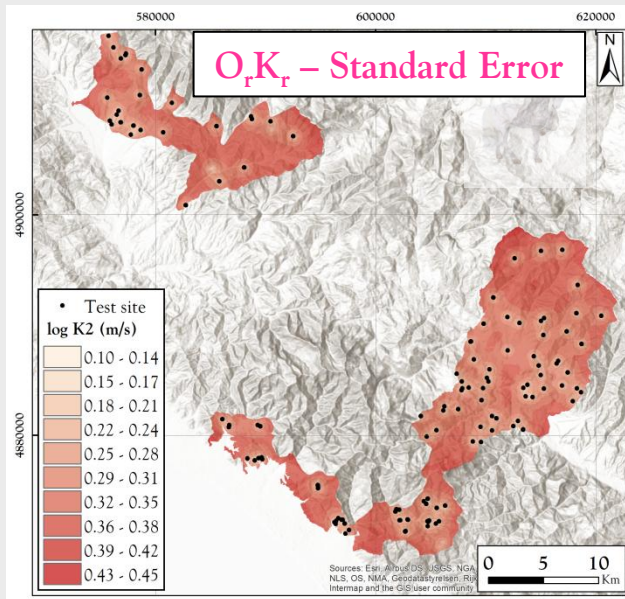 580000 600000 620000
OrKr – Standard Error
N
4900000
4880000
• Test site
log K2 (m/s)
0.10 - 0.14
0.15 - 0.17
0.18 - 0.21
0.22 - 0.24
0.25 - 0.28
0.29 - 0.31
0.32 - 0.35
0.36 - 0.38
0.39 - 0.42
0.43 - 0.45
Sources: Esri, Airbus DS, USGS, NGA
NLS, OS, NMA, Geodatastyrelsen, Rijk
Intermap and the GIS user community
0 5 10
Km